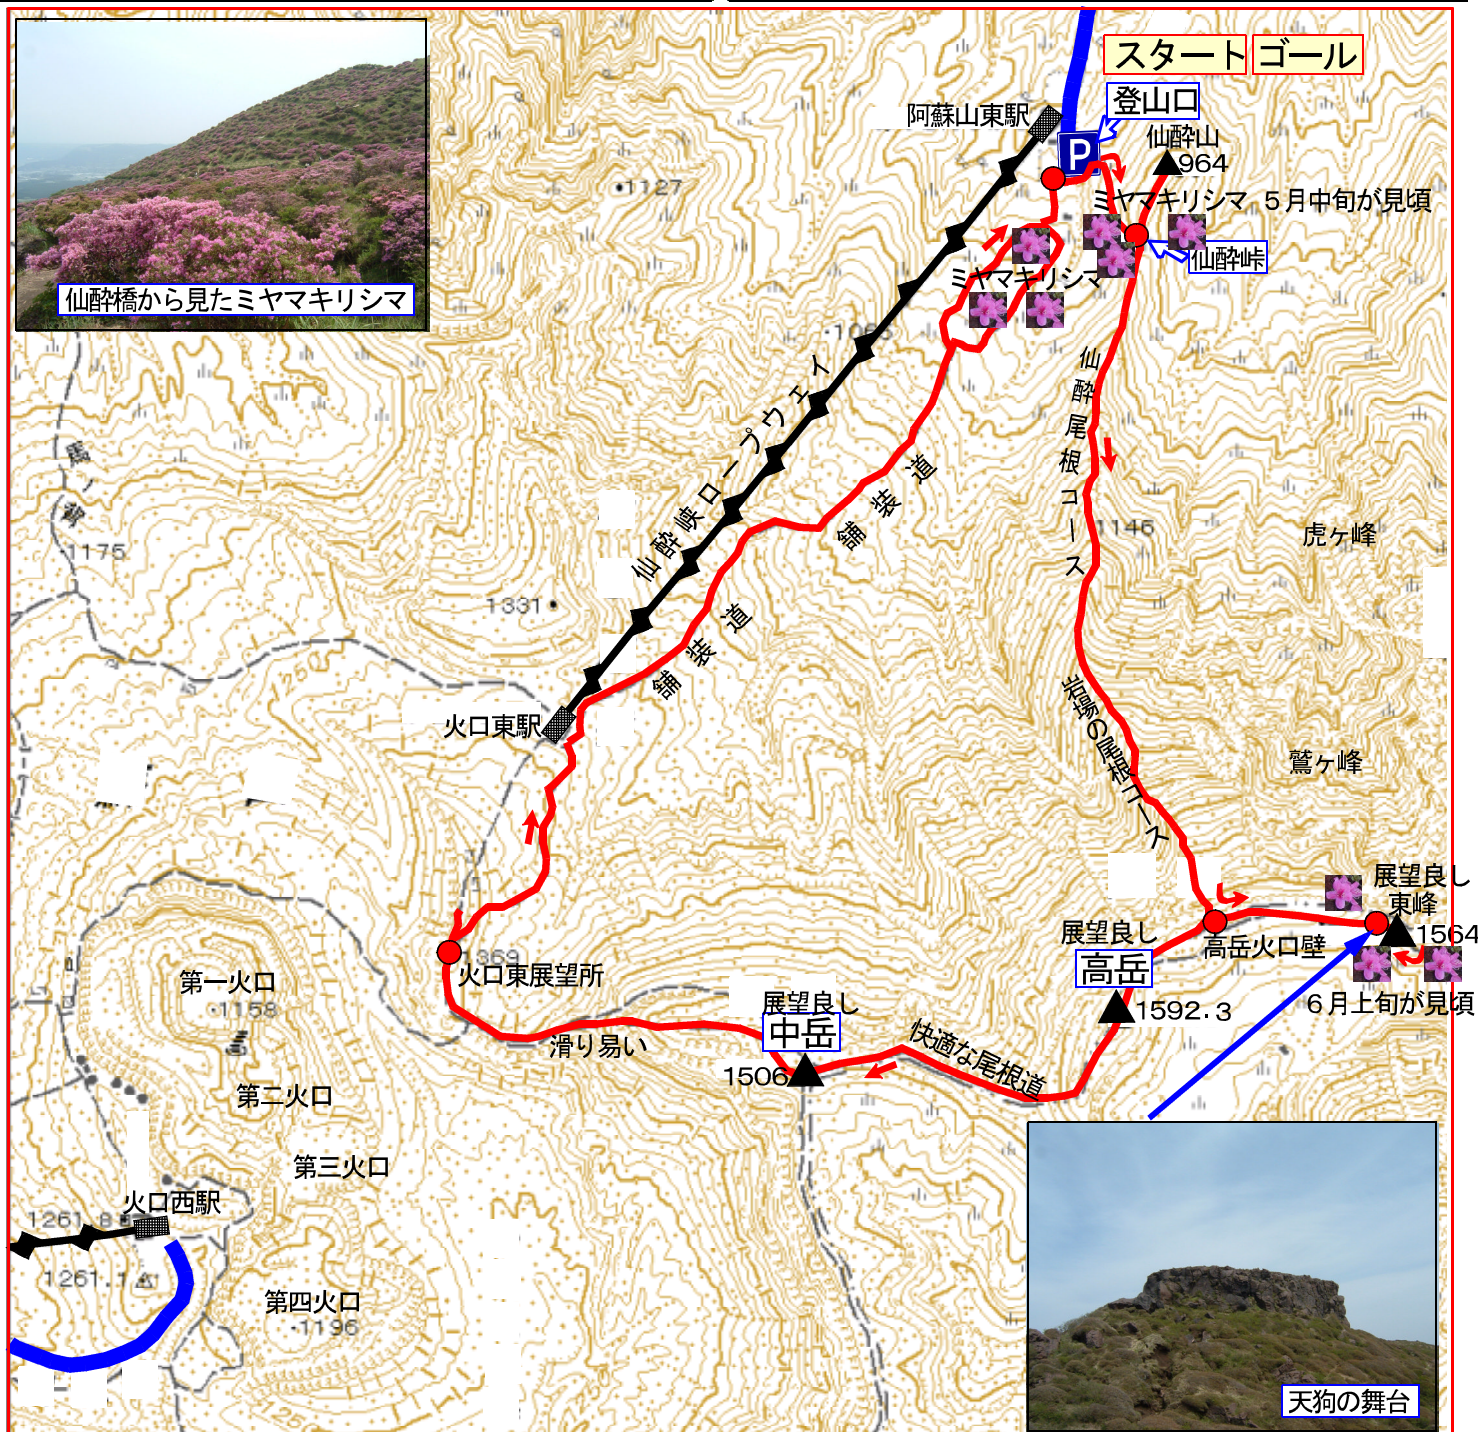 スタート ゴール
登山口
阿蘇山東駅
P
仙酔山
964
ミヤマキリシマ ５月中旬が見頃
・1127
仙酔峠
ミヤマキリシマ
仙酔橋から見たミヤマキリシマ
・1065
仙酔尾根コース
仙酔峡ロープウェイ
舗装道
・1175
1146
虎ヶ峰
1331・
舗装道
岩場の尾根コース
火口東駅
鷲ヶ峰
125
展望良し
東峰
1564
展望良し
高岳火口壁
高岳
1369
火口東展望所
第一火口
・1158
６月上旬が見頃
1592.3
展望良し
中岳
滑り易い
快適な尾根道
1506
第二火口
第三火口
火口西駅
1261.8
1261.1
第四火口
・1196
125
天狗の舞台